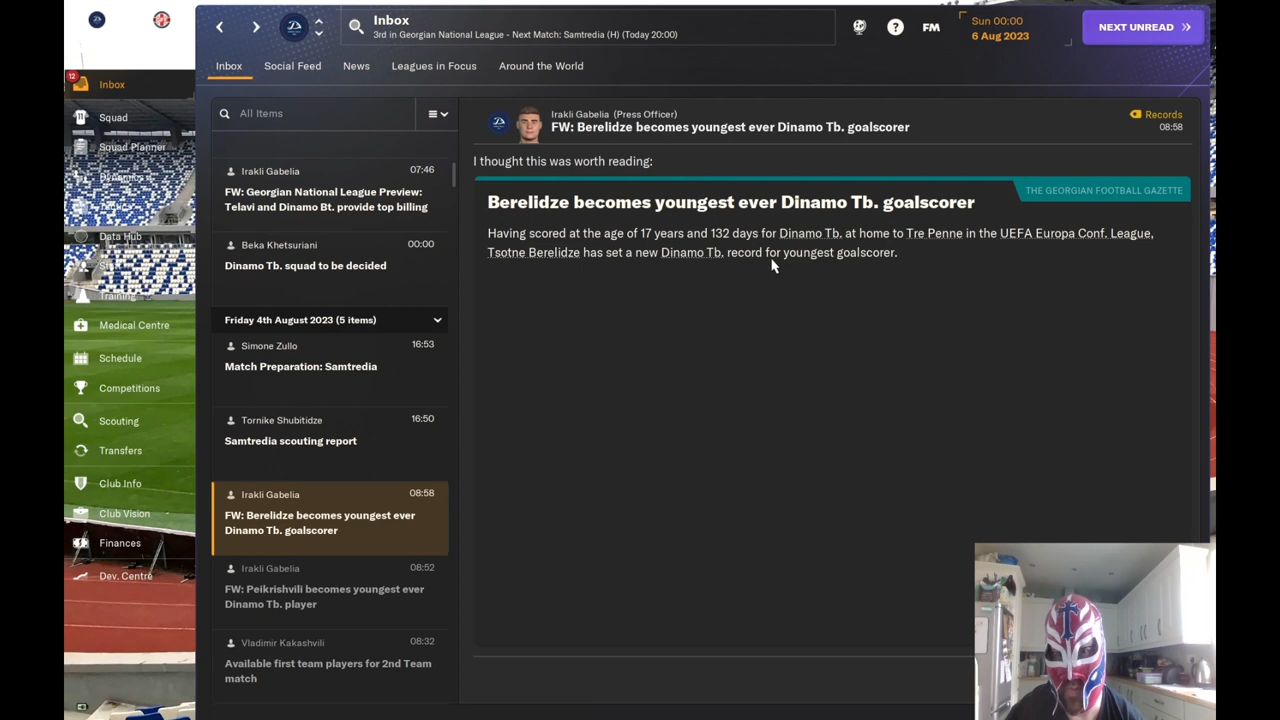 Inbox
3rd in Georgian National League - Next Match: Samtredia (H) (Today 20:00)
?
FM
Sun 00:00
6 Aug 2023
NEXT UNREAD
Inbox
Social Feed
News
Leagues in Focus
Around the World
12
Inbox
Squad
Squad Planner
Dynamics
Data Hub
Training
Medical Centre
Schedule
Competitions
Scouting
Transfers
Club Info
Club Vision
Finances
Dev. Centre
All Items
Irakli Gabelia
07:46
FW: Georgian National League Preview:
Telavi and Dinamo Bt. provide top billing
Beka Khetsuriani
00:00
Dinamo Tb. squad to be decided
Friday 4th August 2023 (5 items)
Simone Zullo
16:53
Match Preparation: Samtredia
Tornike Shubitidze
16:50
Samtredia scouting report
Irakli Gabelia
08:58
FW: Berelidze becomes youngest ever
Dinamo Tb. goalscorer
Irakli Gabelia
08:52
FW: Peikrishvili becomes youngest ever
Dinamo Tb. player
Vladimir Kakashvili
08:32
Available first team players for 2nd Team
match
Irakli Gabelia (Press Officer)
FW: Berelidze becomes youngest ever Dinamo Tb. goalscorer
Records
08:58
I thought this was worth reading:
THE GEORGIAN FOOTBALL GAZETTE
Berelidze becomes youngest ever Dinamo Tb. goalscorer
Having scored at the age of 17 years and 132 days for Dinamo Tb. at home to Tre Penne in the UEFA Europa Conf. League,
Tsotne Berelidze has set a new Dinamo Tb. record for youngest goalscorer.